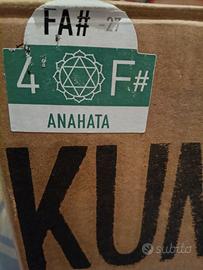 FA# -27
4 F#
ANAHATA
KUN
subito